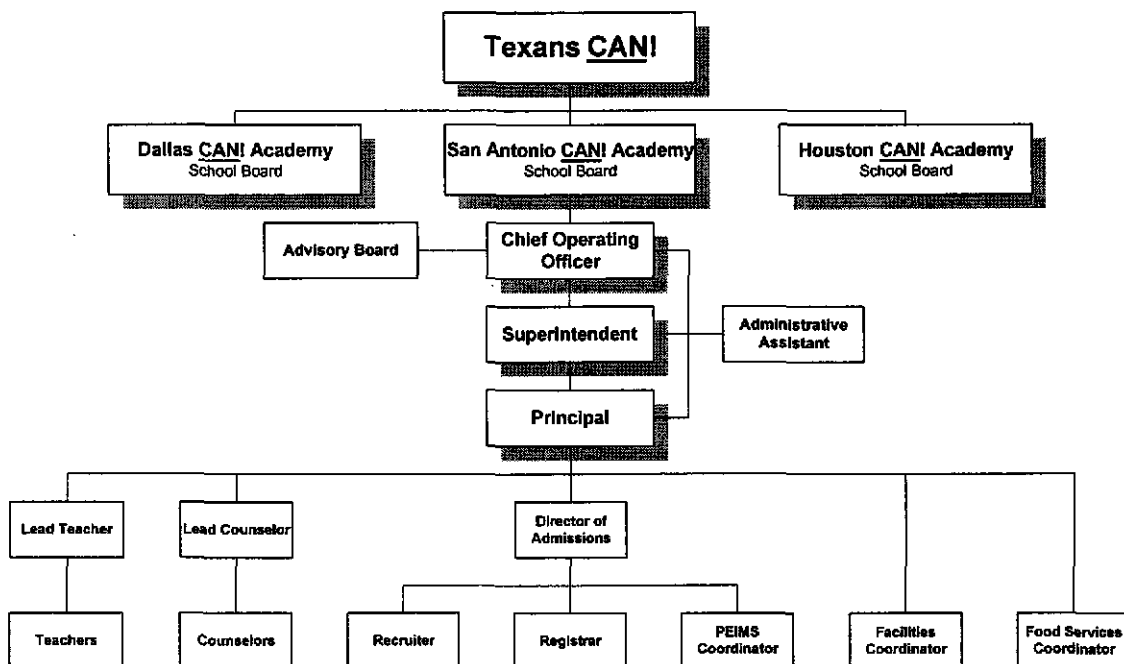 Texans CAN!
Dallas CAN! Academy
School Board
San Antonio CAN! Academy
School Board
Houston CAN! Academy
School Board
Advisory Board
Chief Operating
Officer
Superintendent
Administrative
Assistant
Principal
Lead Teacher
Lead Counselor
Director of
Admissions
Teachers
Counselors
Recruiter
Registrar
PEIMS
Coordinator
Facilities
Coordinator
Food Services
Coordinator